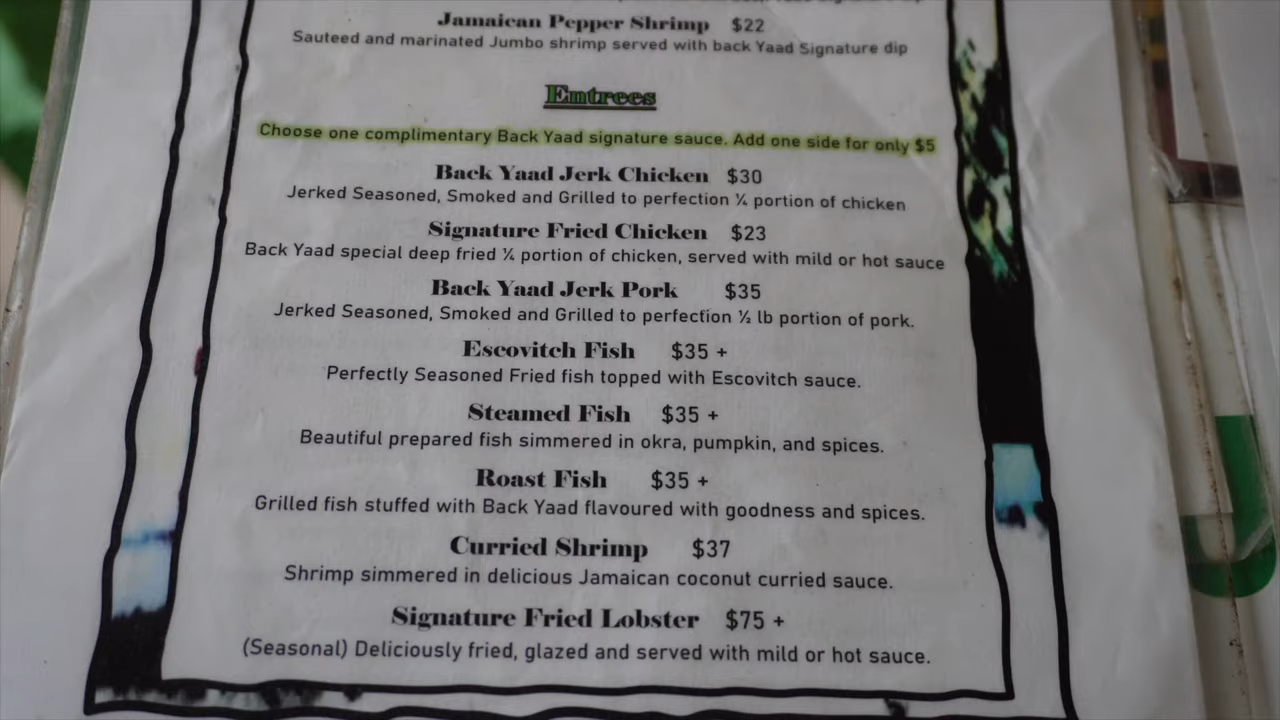 Jamaican Pepper Shrimp $22
Sauteed and marinated Jumbo shrimp served with back Yaad Signature dip
Entrees
Choose one complimentary Back Yaad signature sauce. Add one side for only $5
Back Yaad Jerk Chicken $30
Jerked Seasoned, Smoked and Grilled to perfection ¼ portion of chicken
Signature Fried Chicken $23
Back Yaad special deep fried ¼ portion of chicken, served with mild or hot sauce
Back Yaad Jerk Pork $35
Jerked Seasoned, Smoked and Grilled to perfection ½ lb portion of pork.
Escovitch Fish $35 +
Perfectly Seasoned Fried fish topped with Escovitch sauce.
Steamed Fish $35 +
Beautiful prepared fish simmered in okra, pumpkin, and spices.
Roast Fish $35 +
Grilled fish stuffed with Back Yaad flavoured with goodness and spices.
Curried Shrimp $37
Shrimp simmered in delicious Jamaican coconut curried sauce.
Signature Fried Lobster $75 +
(Seasonal) Deliciously fried, glazed and served with mild or hot sauce.